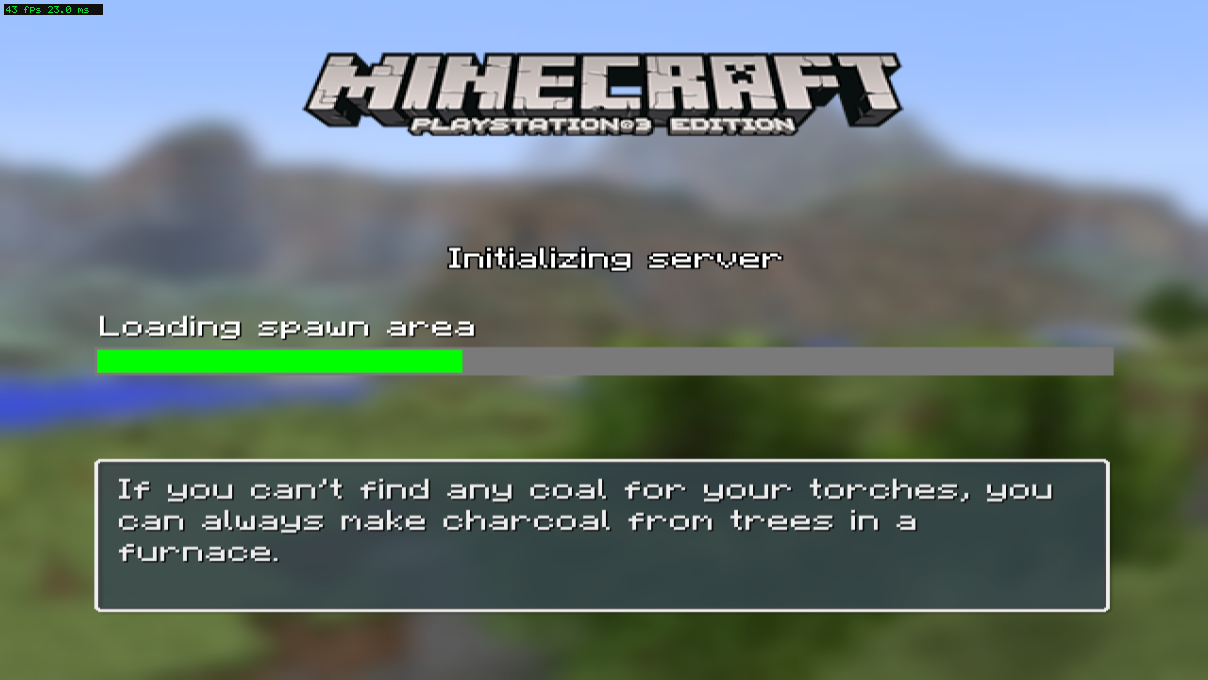 43 fps 23.0 ms
MINECRAFT
PLAYSTATION®3 EDITION
Initializing server
Loading spawn area
If you can't find any coal for your torches, you
can always make charcoal from trees in a
furnace.